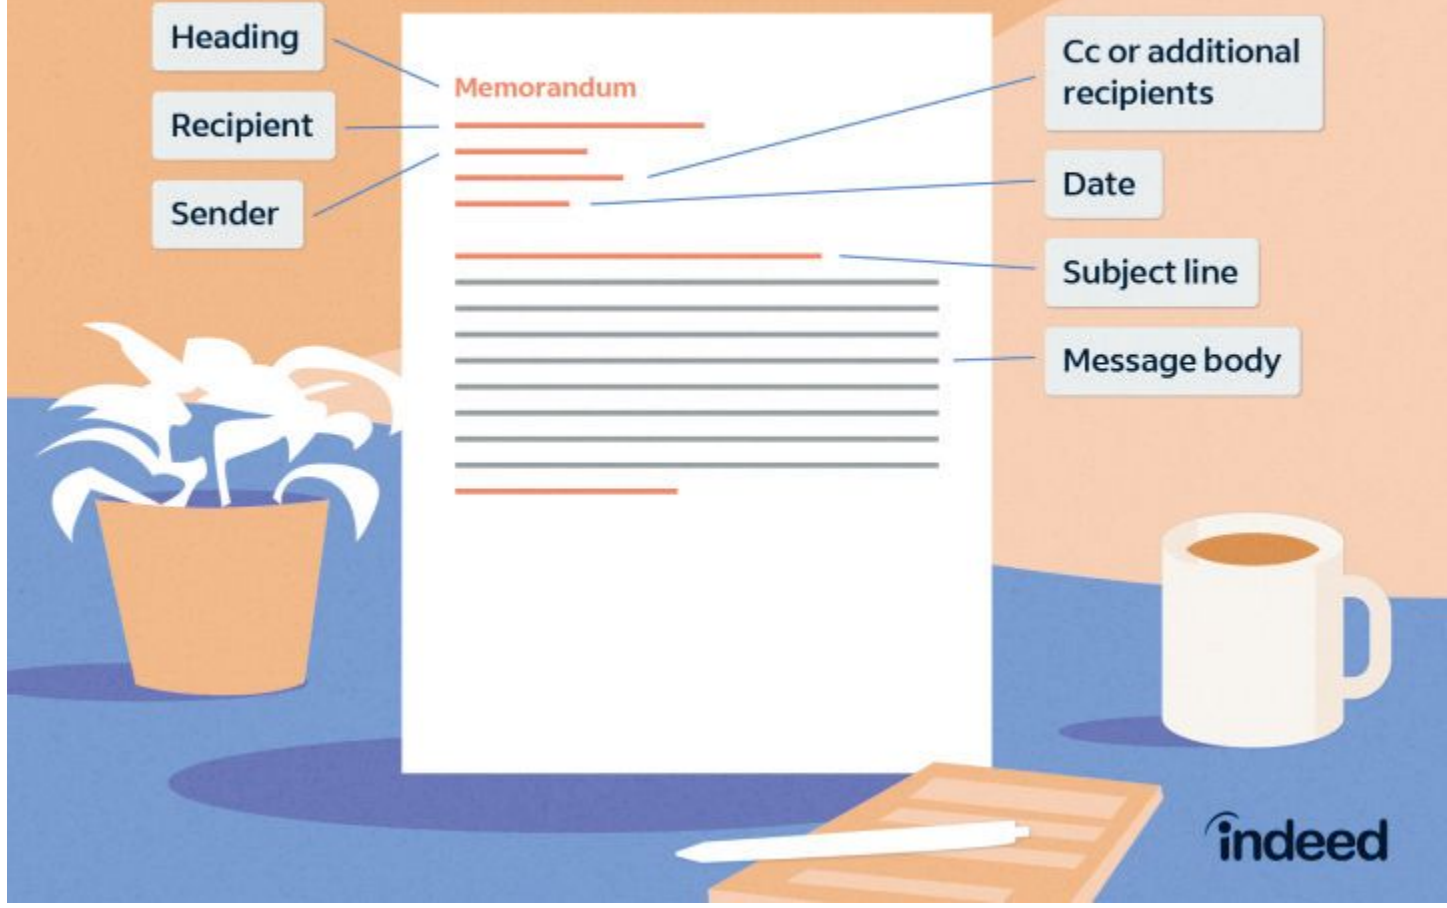 Heading
Recipient
Sender
Memorandum
Cc or additional
recipients
Date
Subject line
Message body
indeed